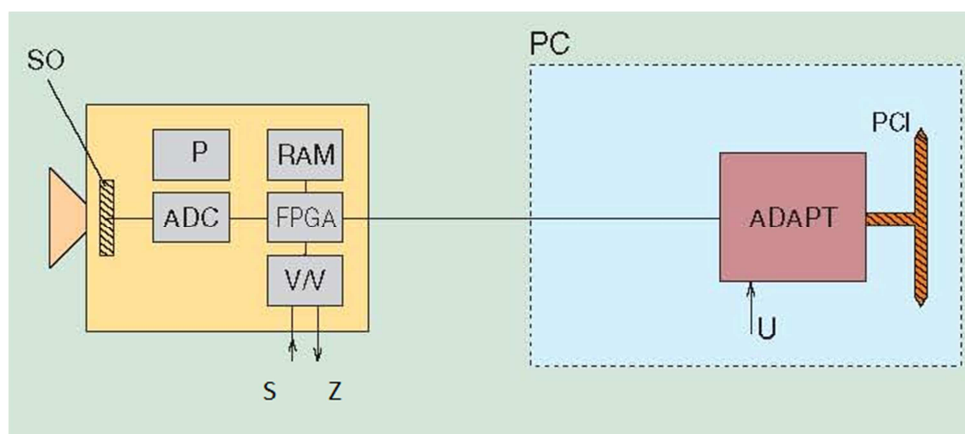 SO
PC
P
RAM
PCI
ADC
FPGA
ADAPT
V/V
U
S
Z